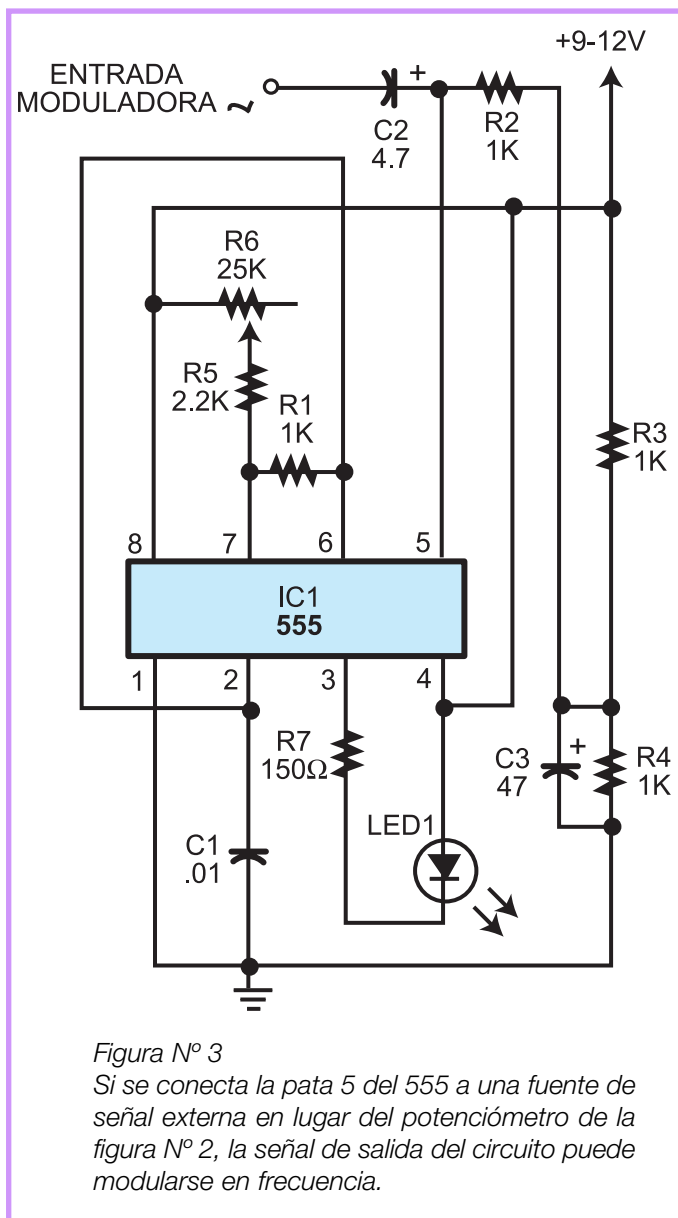 +9-12V
ENTRADA
MODULADORA ~
+
C2
4.7
R2
1K
R6
25K
R5
2.2K
R1
1K
R3
1K
8 7 6 5
IC1
555
1 2 3 4
R7
150Ω
C3
47
+
R4
1K
LED1
C1
.01
Figura Nº 3
Si se conecta la pata 5 del 555 a una fuente de
señal externa en lugar del potenciómetro de la
figura Nº 2, la señal de salida del circuito puede
modularse en frecuencia.